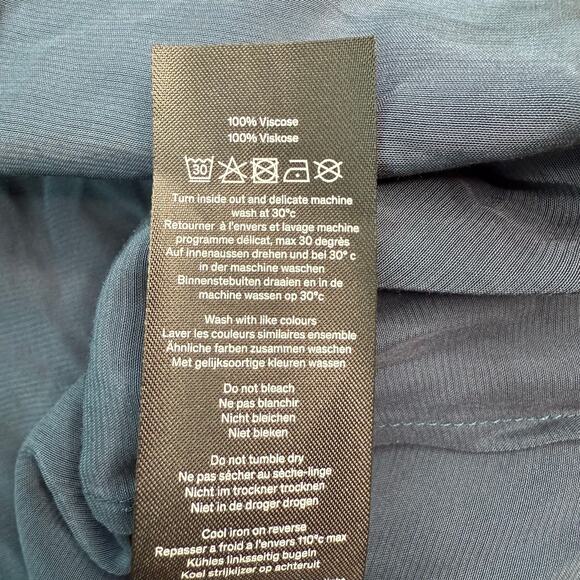 100% Viscose
100% Viskose
30
Turn inside out and delicate machine
wash at 30°c
Retourner à l'envers et lavage machine
programme délicat, max 30 degrès
Auf innenaussen drehen und bei 30° c
in der maschine waschen
Binnenstebulten draaien en in de
machine wassen op 30°c
Wash with like colours
Laver les couleurs similaires ensemble
Ähnliche farben zusammen waschen
Met gelijksoortige kleuren wassen
Do not bleach
Ne pas blanchir
Nicht bleichen
Niet bleken
Do not tumble dry
Ne pas sécher au sèche-linge
Nicht im trockner trocknen
Niet in de droger drogen
Cool iron on reverse
Repasser a froid a l'envers 110°c max
Kühles linksseitig bugeln
Koel strijkijzer op achteruit